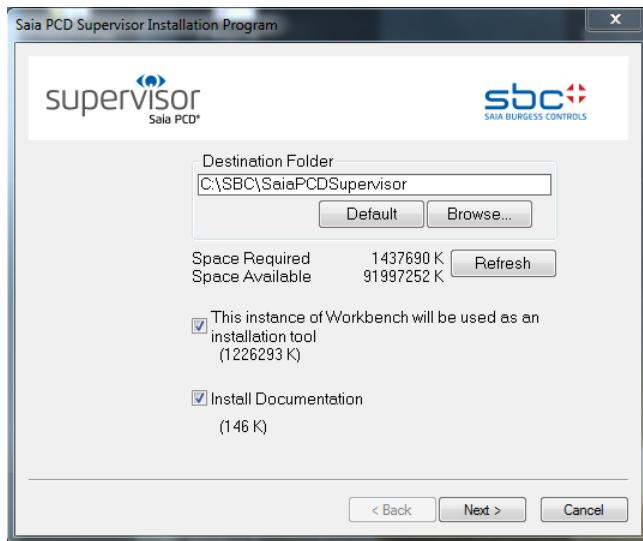 Saia PCD Supervisor Installation Program
x
supervisor
Saia PCD®
sbc
SAIA BURGESS CONTROLS
Destination Folder
C:\SBC\SaiaPCDSupervisor
Default Browse...
Space Required 1437690 K
Space Available 91997252 K
Refresh
This instance of Workbench will be used as an
installation tool
(1226293 K)
Install Documentation
(146 K)
< Back Next > Cancel